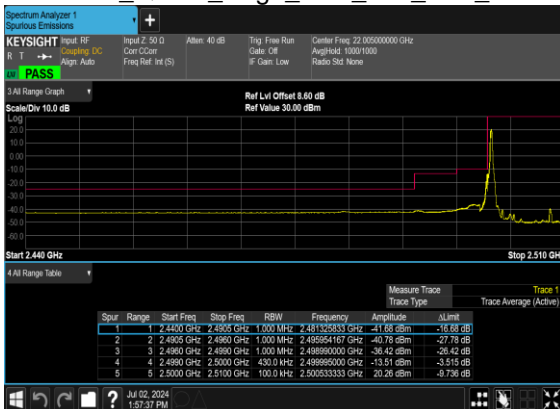 Spectrum Analyzer 1
Spurious Emissions
KEYSIGHT Input: RF Input Z: 50 Ω Atten: 40 dB Trig: Free Run Center Freq: 22.005000000 GHz
R T Coupling: DC Corr CCorr Gate: Off Avg|Hold: 1000/1000
Align: Auto Freq Ref: Int (S) IF Gain: Low Radio Std: None
PASS
3 All Range Graph
Ref Lvl Offset 8.60 dB
Scale/Div 10.0 dB Ref Value 30.00 dBm
Log
20.0
10.0
0.00
-10.0
-20.0
-30.0
-40.0
-50.0
-60.0
Start 2.440 GHz Stop 2.510 GH
4 All Range Table
Measure Trace Trace 1
Trace Type Trace Average (Active)
Spur Range Start Freq Stop Freq RBW Frequency Amplitude ΔLimit
1 1 2.4400 GHz 2.4905 GHz 1.000 MHz 2.481325833 GHz -41.68 dBm -16.68 dB
2 2 2.4905 GHz 2.4960 GHz 1.000 MHz 2.495954167 GHz -40.78 dBm -27.78 dB
3 3 2.4960 GHz 2.4990 GHz 1.000 MHz 2.498990000 GHz -36.42 dBm -26.42 dB
4 4 2.4990 GHz 2.5000 GHz 430.0 kHz 2.499995000 GHz -13.51 dBm -3.515 dB
5 5 2.5000 GHz 2.5100 GHz 100.0 kHz 2.500533333 GHz 20.26 dBm -9.736 dB
Jul 02, 2024
1:57:37 PM